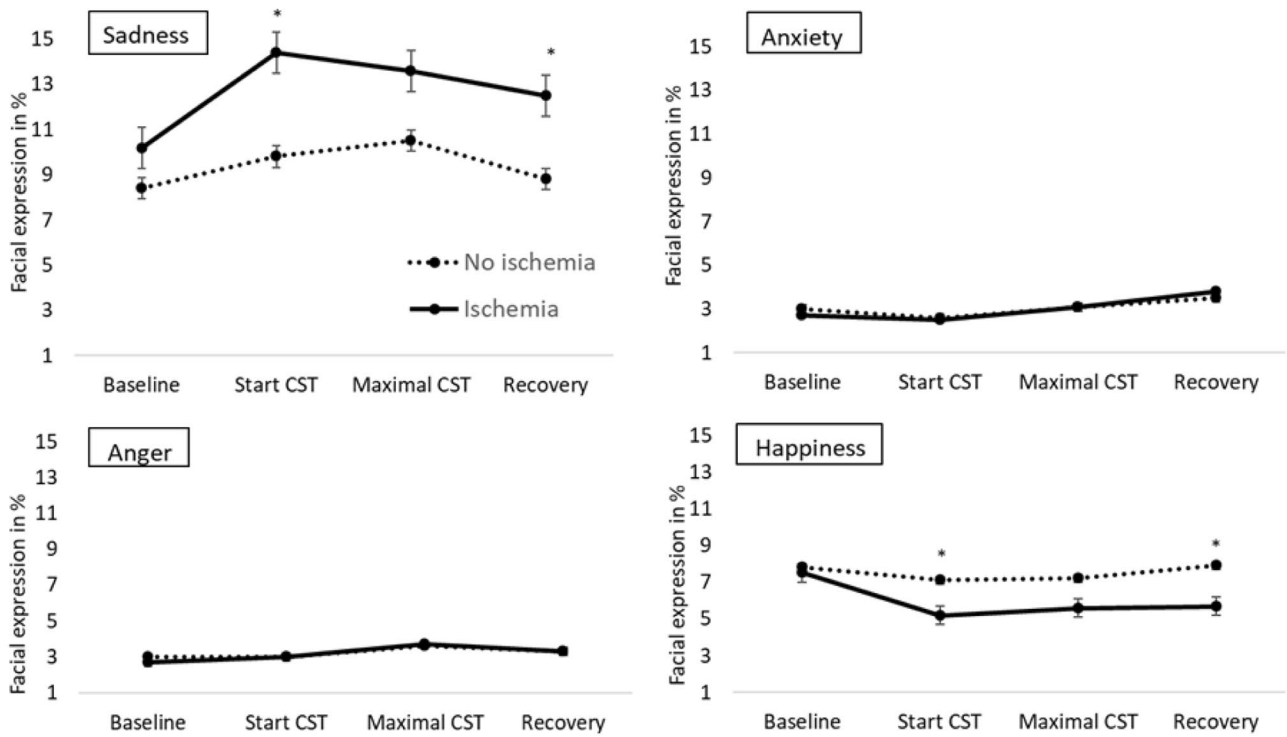 Sadness
Facial expression in %
15
13
11
9
7
5
3
1
*
*
No ischemia
Ischemia
Baseline Start CST Maximal CST Recovery
Anxiety
Facial expression in %
15
13
11
9
7
5
3
1
Baseline Start CST Maximal CST Recovery
Anger
Facial expression in %
15
13
11
9
7
5
3
1
Baseline Start CST Maximal CST Recovery
Happiness
Facial expression in %
15
13
11
9
7
5
3
1
*
*
Baseline Start CST Maximal CST Recovery